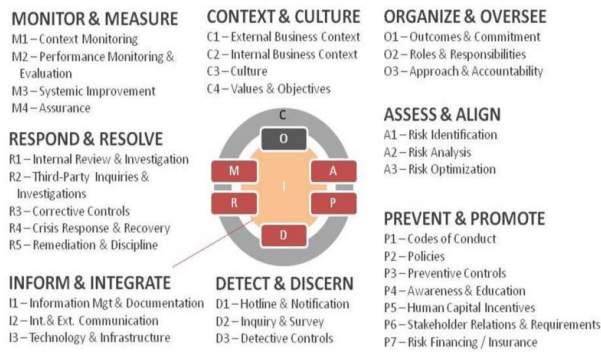 MONITOR & MEASURE
M1 – Context Monitoring
M2 – Performance Monitoring &
Evaluation
M3 – Systemic Improvement
M4 – Assurance
CONTEXT & CULTURE
C1 – External Business Context
C2 – Internal Business Context
C3 – Culture
C4 – Values & Objectives
ORGANIZE & OVERSEE
O1 – Outcomes & Commitment
O2 – Roles & Responsibilities
O3 – Approach & Accountability
RESPOND & RESOLVE
R1 – Internal Review & Investigation
R2 – Third-Party Inquiries &
Investigations
R3 – Corrective Controls
R4 – Crisis Response & Recovery
R5 – Remediation & Discipline
C
O
M
A
I
R
P
D
ASSESS & ALIGN
A1 – Risk Identification
A2 – Risk Analysis
A3 – Risk Optimization
PREVENT & PROMOTE
P1 – Codes of Conduct
P2 – Policies
P3 – Preventive Controls
P4 – Awareness & Education
P5 – Human Capital Incentives
P6 – Stakeholder Relations & Requirements
P7 – Risk Financing / Insurance
INFORM & INTEGRATE
I1 – Information Mgt & Documentation
I2 – Int. & Ext. Communication
I3 – Technology & Infrastructure
DETECT & DISCERN
D1 – Hotline & Notification
D2 – Inquiry & Survey
D3 – Detective Controls